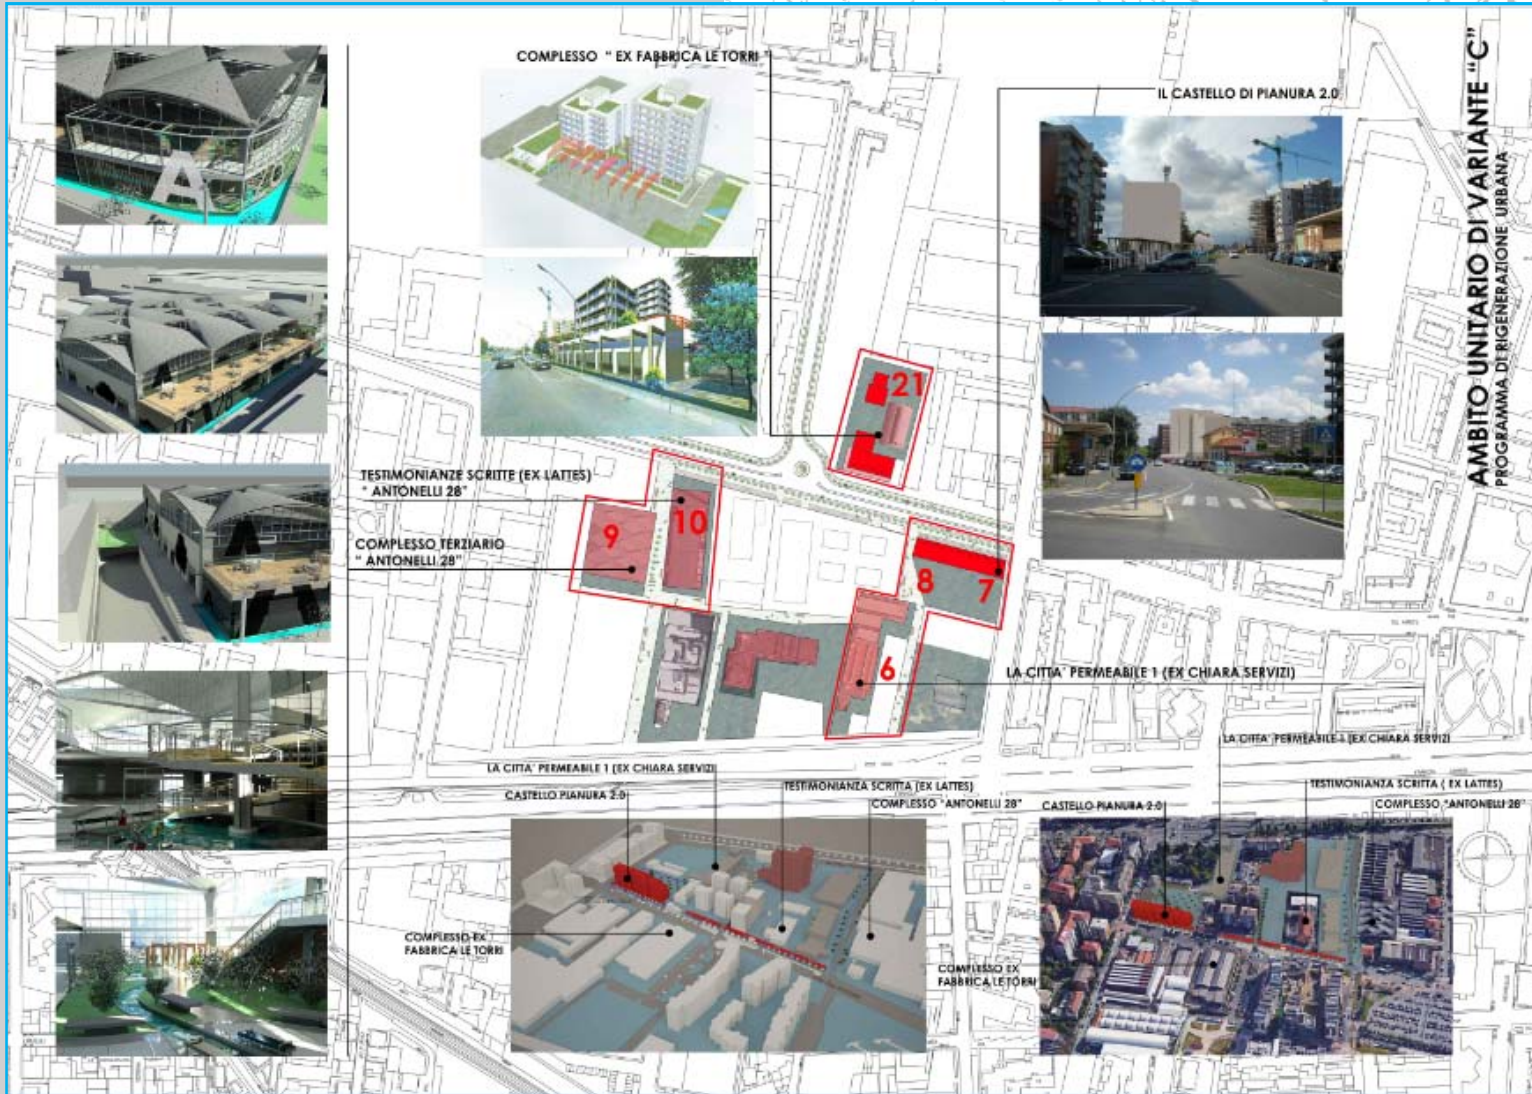 COMPLESSO " EX FABBRICA LE TORRI "
IL CASTELLO DI PIANURA 2.0
AMBITO UNITARIO DI VARIANTE "C"
PROGRAMMA DI RIGENERAZIONE URBANA
A
21
TESTIMONIANZE SCRITTE (EX LATTES)
" ANTONELLI 28"
COMPLESSO TERZIARIO
" ANTONELLI 28"
9
10
8
7
6
LA CITTA' PERMEABILE 1 (EX CHIARA SERVIZI)
LA CITTA' PERMEABILE 1 (EX CHIARA SERVIZI
CASTELLO PIANURA 2.0
TESTIMONIANZA SCRITTA (EX LATTES)
COMPLESSO "ANTONELLI 28"
COMPLESSO EX
FABBRICA LE TORRI
LA CITTA' PERMEABILE 1 (EX CHIARA SERVIZI
TESTIMONIANZA SCRITTA ( EX LATTES)
CASTELLO PIANURA 2.0
COMPLESSO "ANTONELLI 28"
COMPLESSO EX
FABBRICA LE TORRI